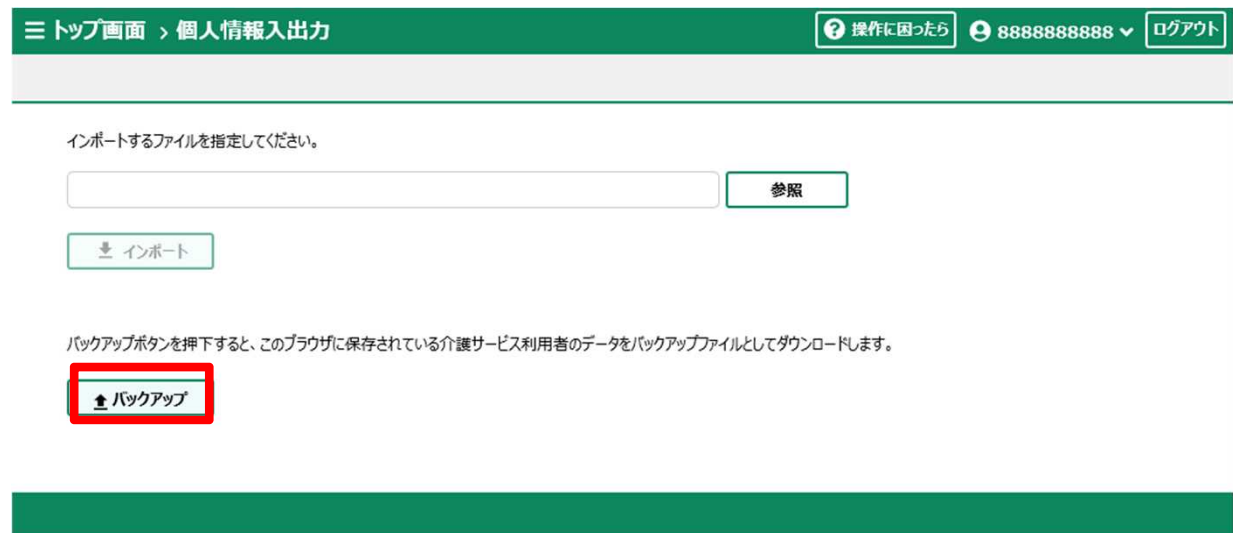 トップ画面 > 個人情報入出力
? 操作に困ったら
8888888888
ログアウト
インポートするファイルを指定してください。
参照
インポート
バックアップボタンを押下すると、このブラウザに保存されている介護サービス利用者のデータをバックアップファイルとしてダウンロードします。
バックアップ